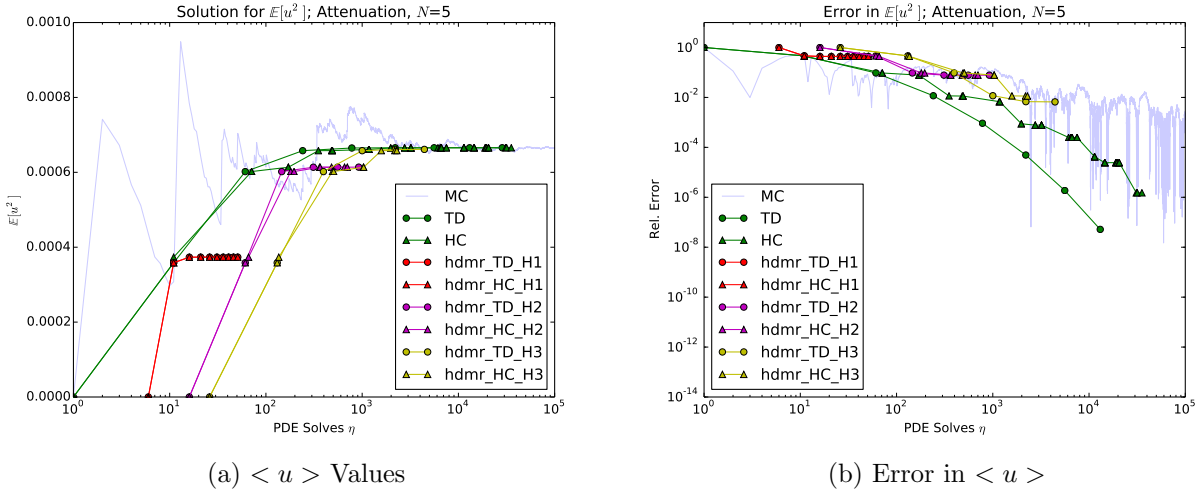 Solution for 𝔼[u²]; Attenuation, N=5
0.0010
0.0008
0.0006
0.0004
0.0002
0.0000
𝔼[u²]
10⁰ 10¹ 10² 10³ 10⁴ 10⁵
PDE Solves η
MC
TD
HC
hdmr_TD_H1
hdmr_HC_H1
hdmr_TD_H2
hdmr_HC_H2
hdmr_TD_H3
hdmr_HC_H3
(a) < u > Values
Error in 𝔼[u²]; Attenuation, N=5
10⁰
10⁻²
10⁻⁴
10⁻⁶
10⁻⁸
10⁻¹⁰
10⁻¹²
10⁻¹⁴
Rel. Error
10⁰ 10¹ 10² 10³ 10⁴ 10⁵
PDE Solves η
MC
TD
HC
hdmr_TD_H1
hdmr_HC_H1
hdmr_TD_H2
hdmr_HC_H2
hdmr_TD_H3
hdmr_HC_H3
(b) Error in < u >